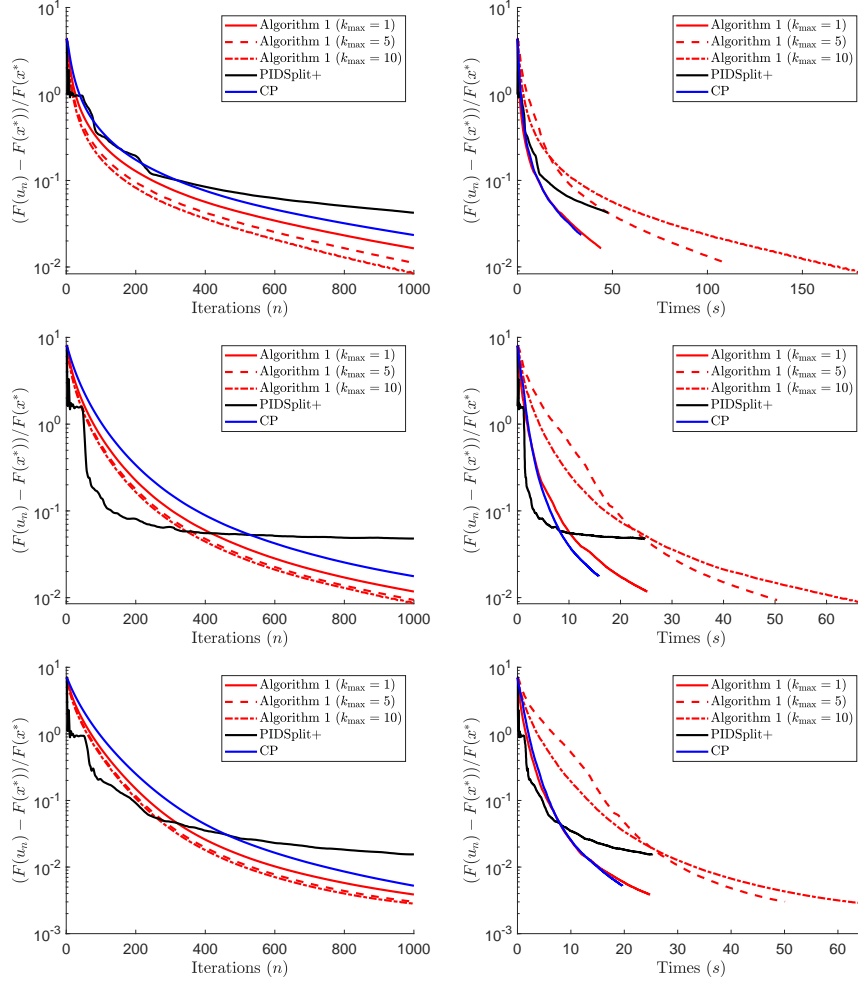 10^1
10^0
10^-1
10^-2
(F(u_n) − F(x*))/F(x*)
0 200 400 600 800 1000
Iterations (n)
Algorithm 1 (k_max = 1)
Algorithm 1 (k_max = 5)
Algorithm 1 (k_max = 10)
PIDSplit+
CP
10^1
10^0
10^-1
10^-2
(F(u_n) − F(x*))/F(x*)
0 50 100 150
Times (s)
Algorithm 1 (k_max = 1)
Algorithm 1 (k_max = 5)
Algorithm 1 (k_max = 10)
PIDSplit+
CP
10^1
10^0
10^-1
10^-2
(F(u_n) − F(x*))/F(x*)
0 200 400 600 800 1000
Iterations (n)
Algorithm 1 (k_max = 1)
Algorithm 1 (k_max = 5)
Algorithm 1 (k_max = 10)
PIDSplit+
CP
10^1
10^0
10^-1
10^-2
(F(u_n) − F(x*))/F(x*)
0 10 20 30 40 50 60
Times (s)
Algorithm 1 (k_max = 1)
Algorithm 1 (k_max = 5)
Algorithm 1 (k_max = 10)
PIDSplit+
CP
10^1
10^0
10^-1
10^-2
10^-3
(F(u_n) − F(x*))/F(x*)
0 200 400 600 800 1000
Iterations (n)
Algorithm 1 (k_max = 1)
Algorithm 1 (k_max = 5)
Algorithm 1 (k_max = 10)
PIDSplit+
CP
10^1
10^0
10^-1
10^-2
10^-3
(F(u_n) − F(x*))/F(x*)
0 10 20 30 40 50 60
Times (s)
Algorithm 1 (k_max = 1)
Algorithm 1 (k_max = 5)
Algorithm 1 (k_max = 10)
PIDSplit+
CP